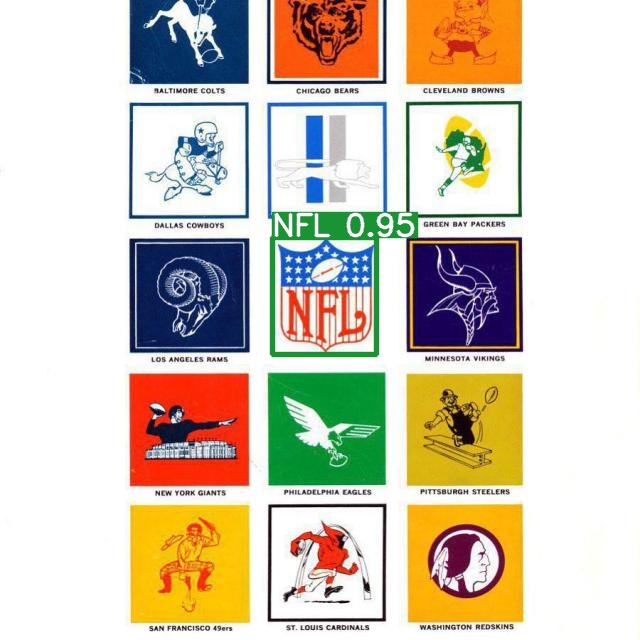 BALTIMORE COLTS
CHICAGO BEARS
CLEVELAND BROWNS
DALLAS COWBOYS
NFL 0.95
GREEN BAY PACKERS
NFL
LOS ANGELES RAMS
MINNESOTA VIKINGS
NEW YORK GIANTS
PHILADELPHIA EAGLES
PITTSBURGH STEELERS
SAN FRANCISCO 49ers
ST. LOUIS CARDINALS
WASHINGTON REDSKINS